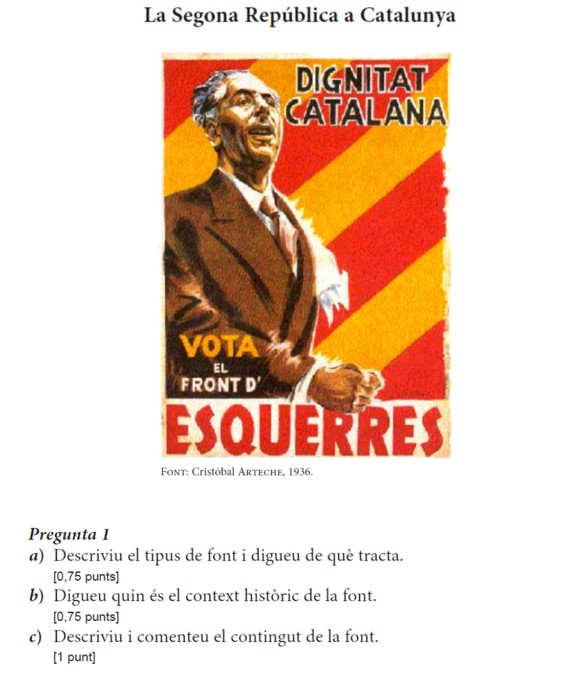 La Segona República a Catalunya
DIGNITAT
CATALANA
VOTA
EL
FRONT D'
ESQUERRES
FONT: Cristóbal ARTECHE, 1936.
Pregunta 1
a) Descriviu el tipus de font i digueu de què tracta.
[0,75 punts]
b) Digueu quin és el context històric de la font.
[0,75 punts]
c) Descriviu i comenteu el contingut de la font.
[1 punt]